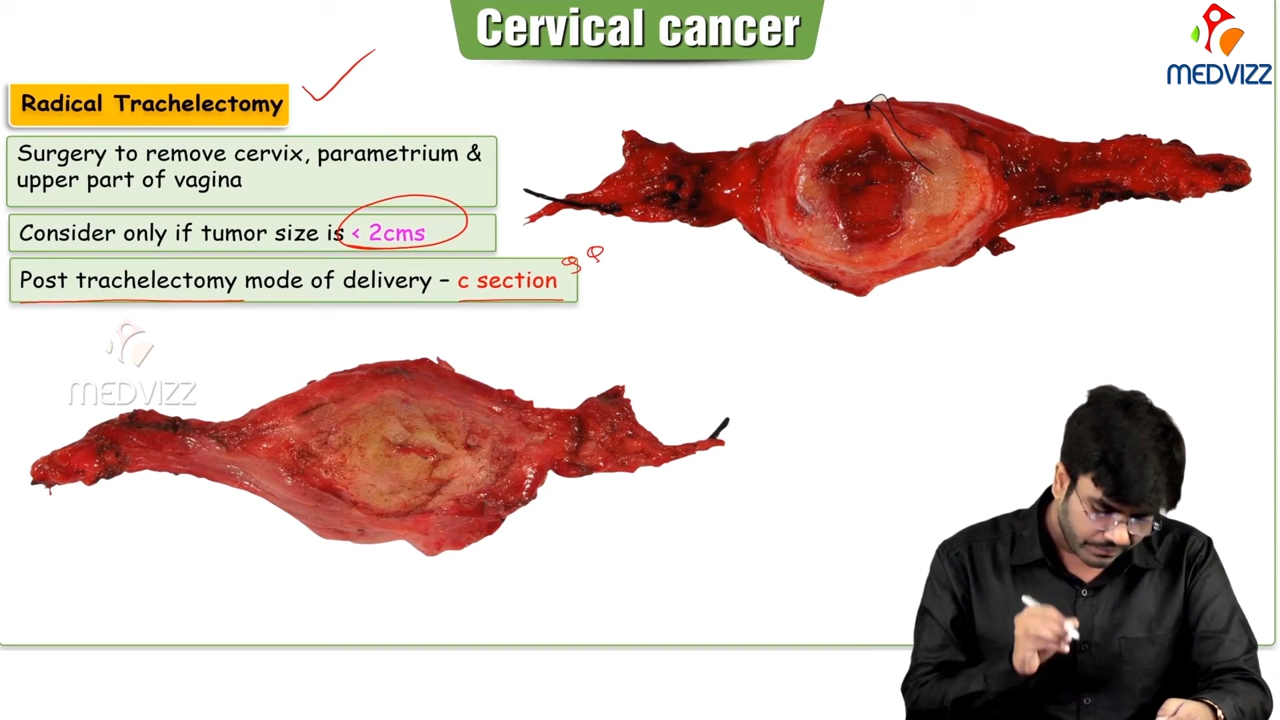 Cervical cancer
MEDVIZZ
Radical Trachelectomy
Surgery to remove cervix, parametrium &
upper part of vagina
Consider only if tumor size is < 2cms
Post trachelectomy mode of delivery – c section
MEDVIZZ